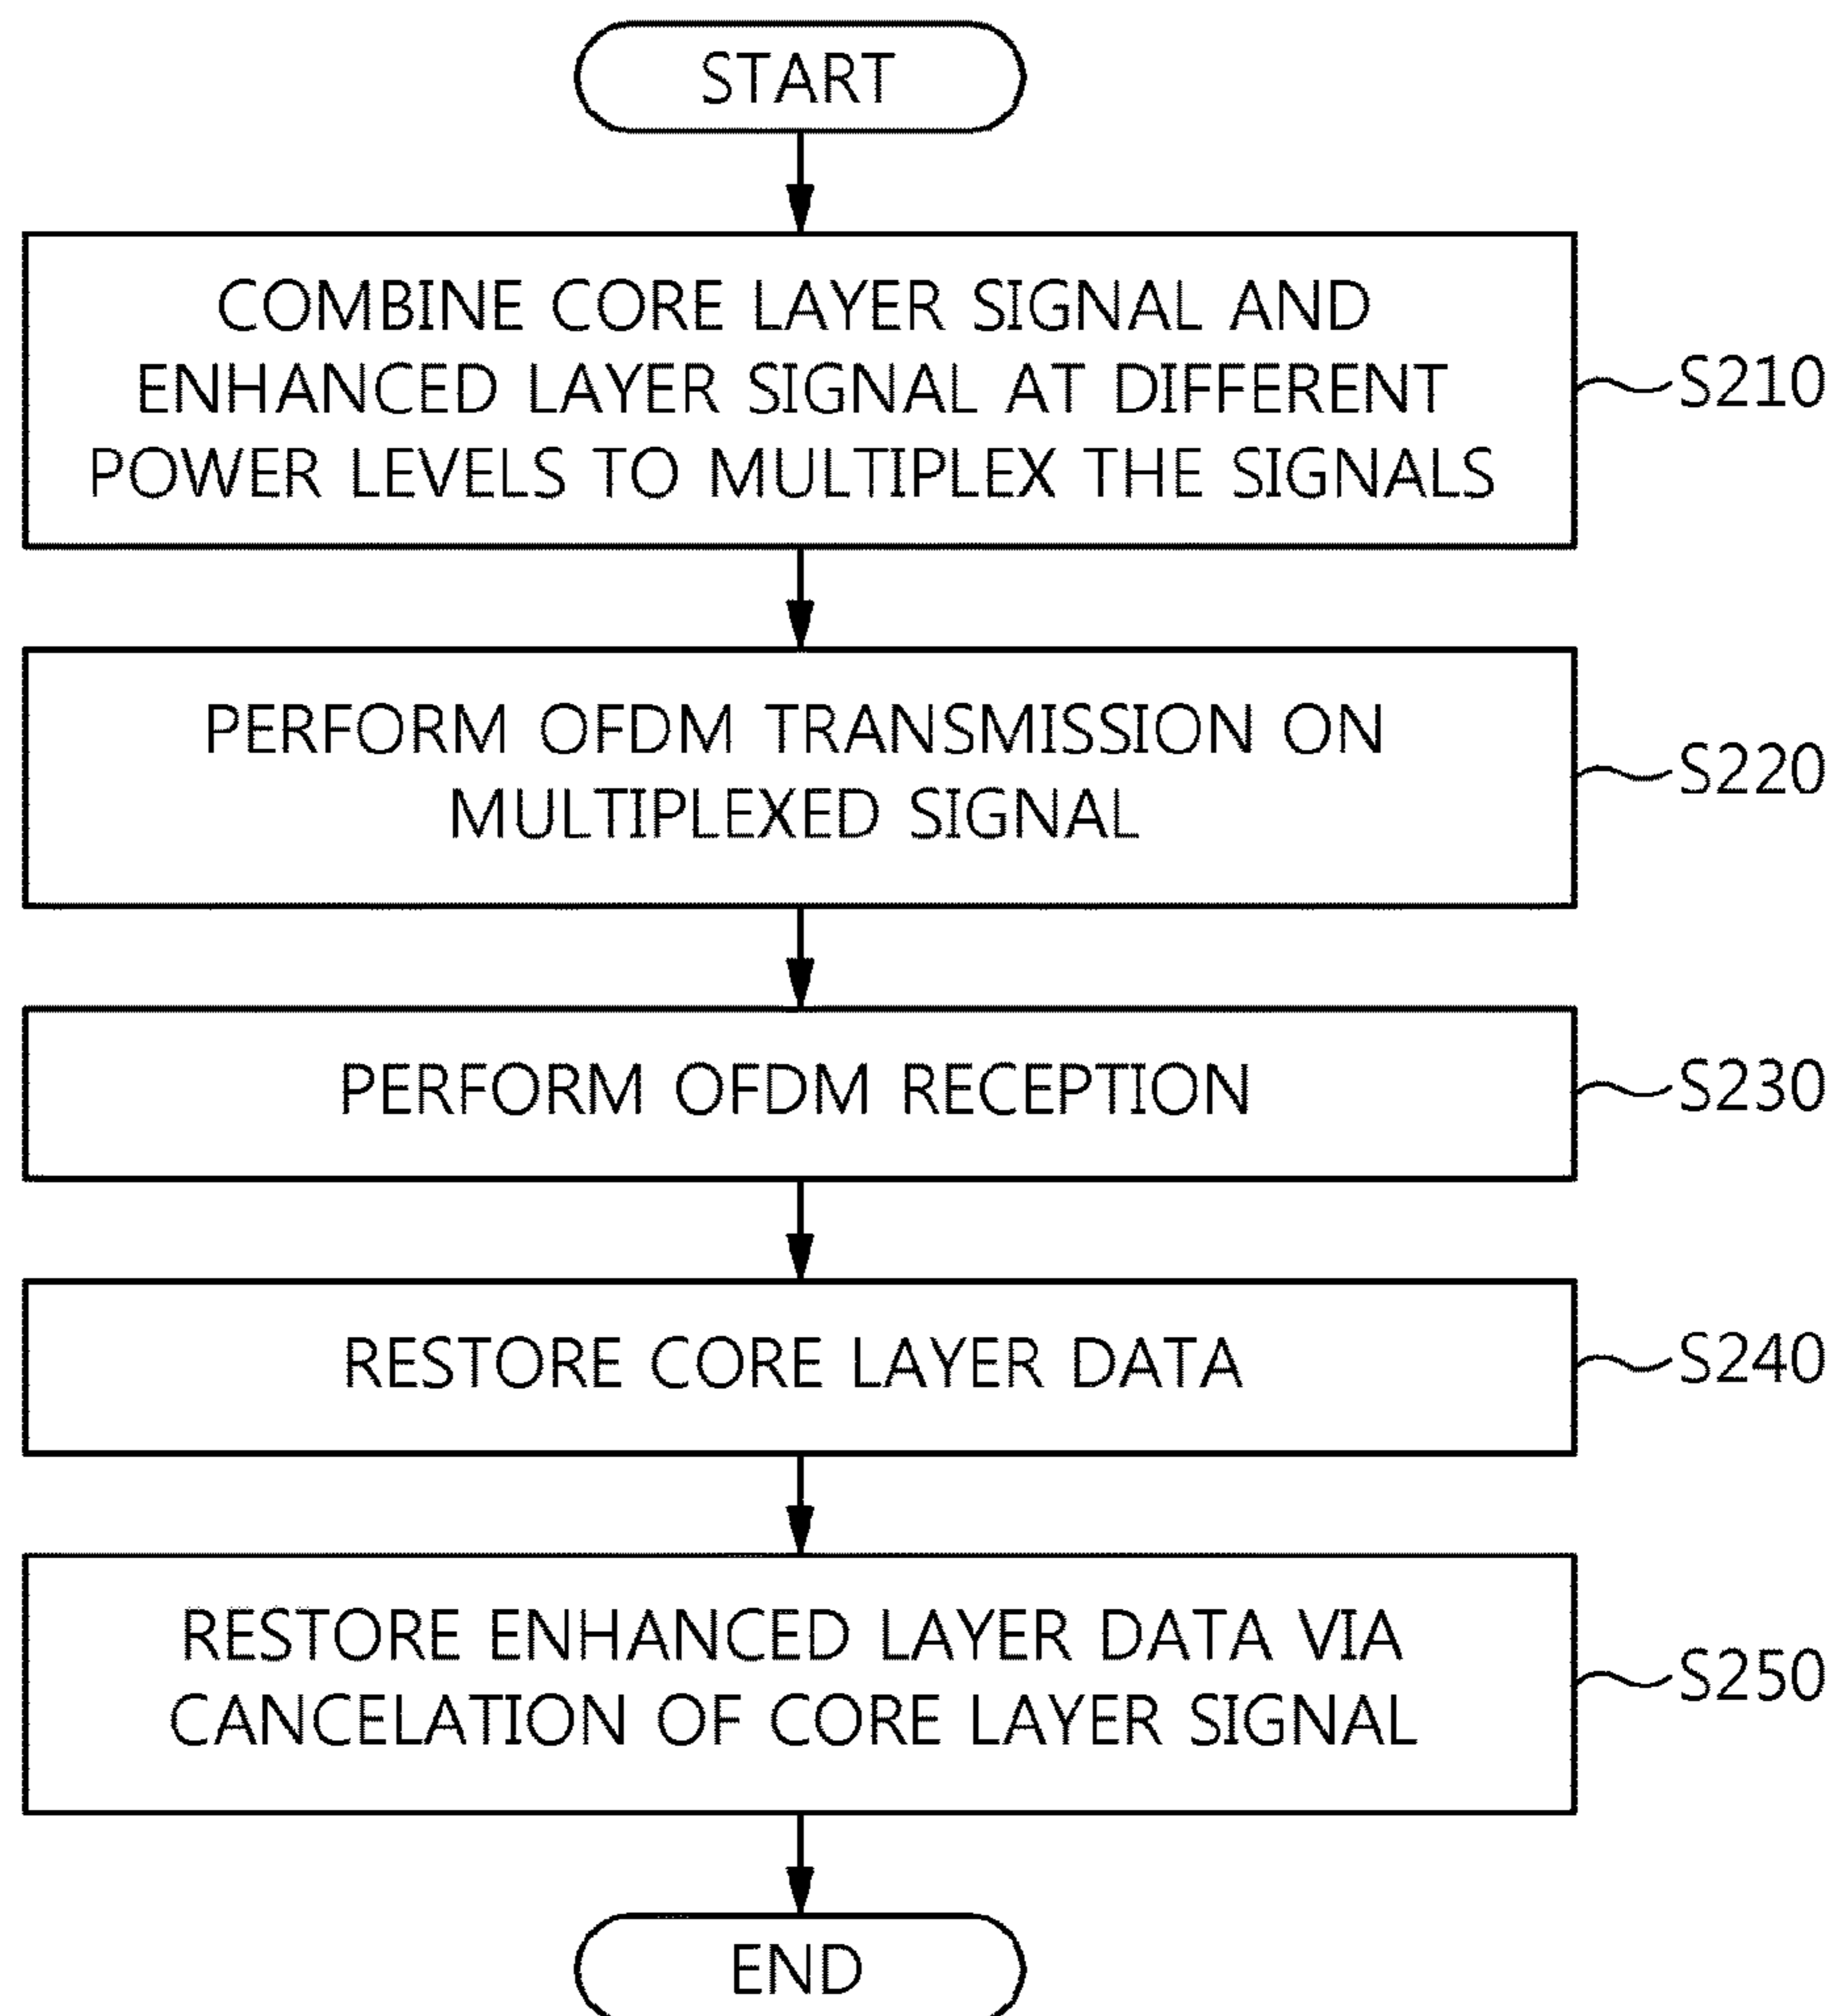 START
COMBINE CORE LAYER SIGNAL AND
ENHANCED LAYER SIGNAL AT DIFFERENT
POWER LEVELS TO MULTIPLEX THE SIGNALS
S210
PERFORM OFDM TRANSMISSION ON
MULTIPLEXED SIGNAL
S220
PERFORM OFDM RECEPTION
S230
RESTORE CORE LAYER DATA
S240
RESTORE ENHANCED LAYER DATA VIA
CANCELATION OF CORE LAYER SIGNAL
S250
END